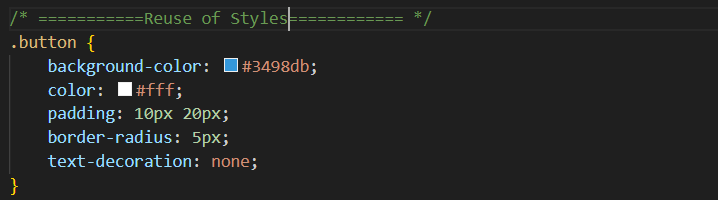 /* ===========Reuse of Styles============ */
.button {
    background-color: #3498db;
    color: #fff;
    padding: 10px 20px;
    border-radius: 5px;
    text-decoration: none;
}